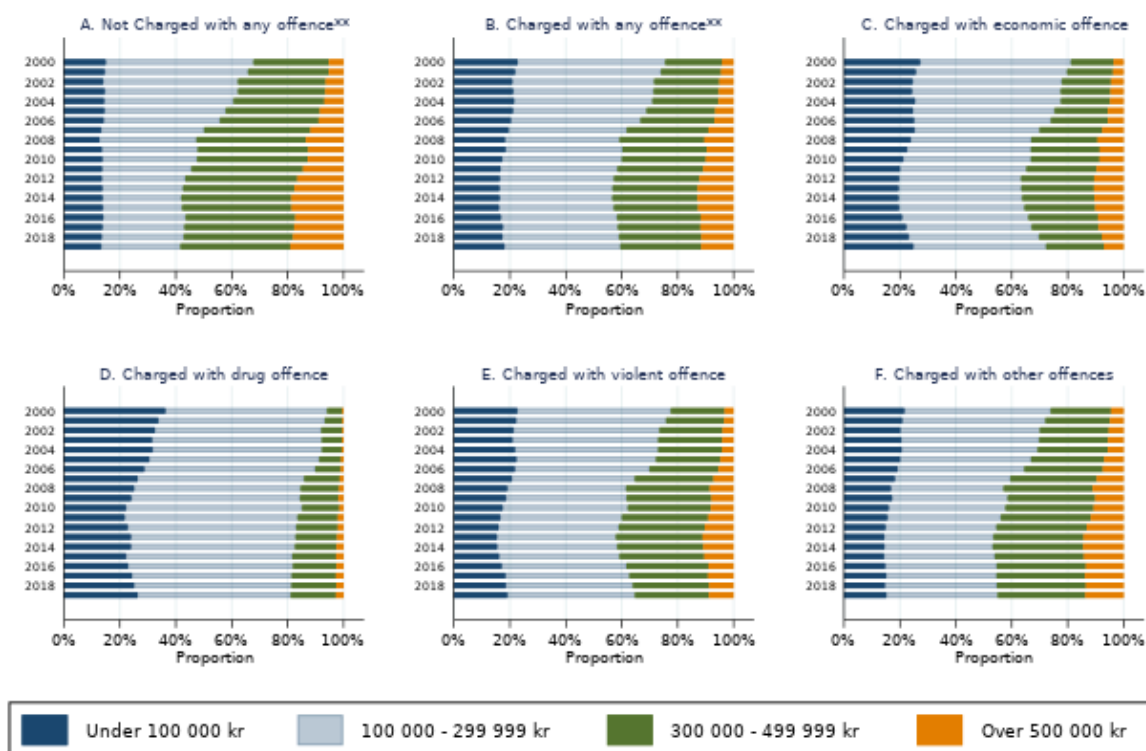 A. Not Charged with any offence**
B. Charged with any offence**
C. Charged with economic offence
2000
2002
2004
2006
2008
2010
2012
2014
2016
2018
0% 20% 40% 60% 80% 100%
Proportion
2000
2002
2004
2006
2008
2010
2012
2014
2016
2018
0% 20% 40% 60% 80% 100%
Proportion
2000
2002
2004
2006
2008
2010
2012
2014
2016
2018
0% 20% 40% 60% 80% 100%
Proportion
D. Charged with drug offence
E. Charged with violent offence
F. Charged with other offences
2000
2002
2004
2006
2008
2010
2012
2014
2016
2018
0% 20% 40% 60% 80% 100%
Proportion
2000
2002
2004
2006
2008
2010
2012
2014
2016
2018
0% 20% 40% 60% 80% 100%
Proportion
2000
2002
2004
2006
2008
2010
2012
2014
2016
2018
0% 20% 40% 60% 80% 100%
Proportion
Under 100 000 kr
100 000 - 299 999 kr
300 000 - 499 999 kr
Over 500 000 kr